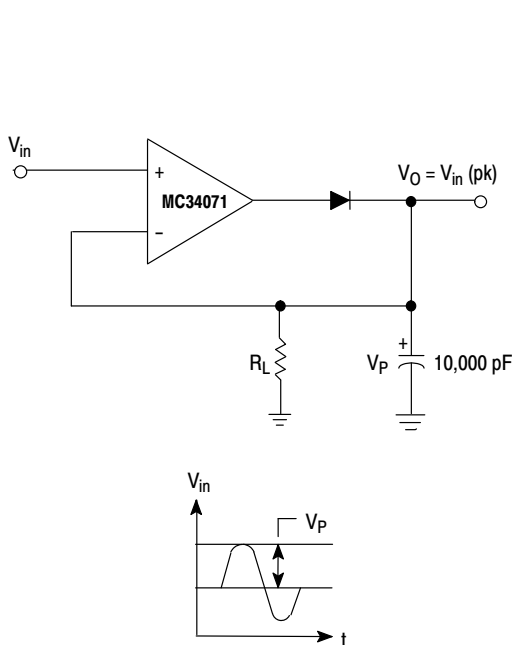 Vin
+
MC34071
−
VO = Vin (pk)
RL
+
VP
10,000 pF
Vin
VP
t